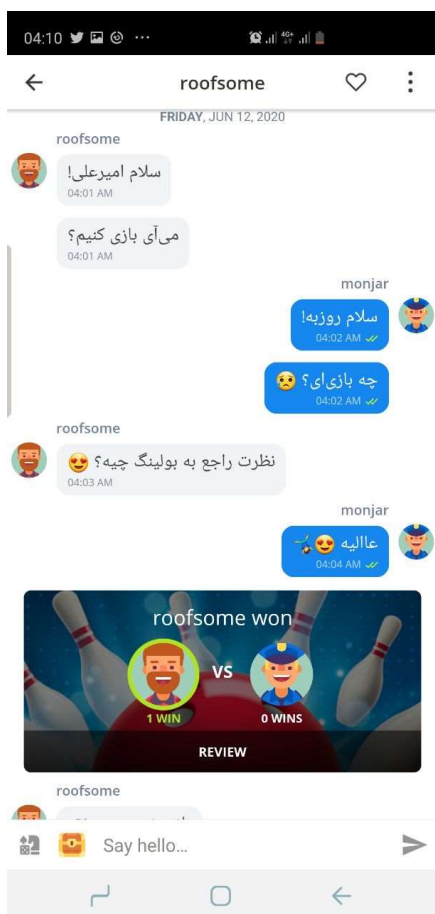 04:10
4G+
roofsome
FRIDAY, JUN 12, 2020
roofsome
سلام امیرعلی!
04:01 AM
می‌آی بازی کنیم؟
04:01 AM
monjar
سلام روزبه!
04:02 AM
چه بازی‌ای؟ 😟
04:02 AM
roofsome
نظرت راجع به بولینگ چیه؟ 😍
04:03 AM
monjar
عاالیه 😍
04:04 AM
roofsome won
VS
1 WIN
0 WINS
REVIEW
roofsome
Say hello...